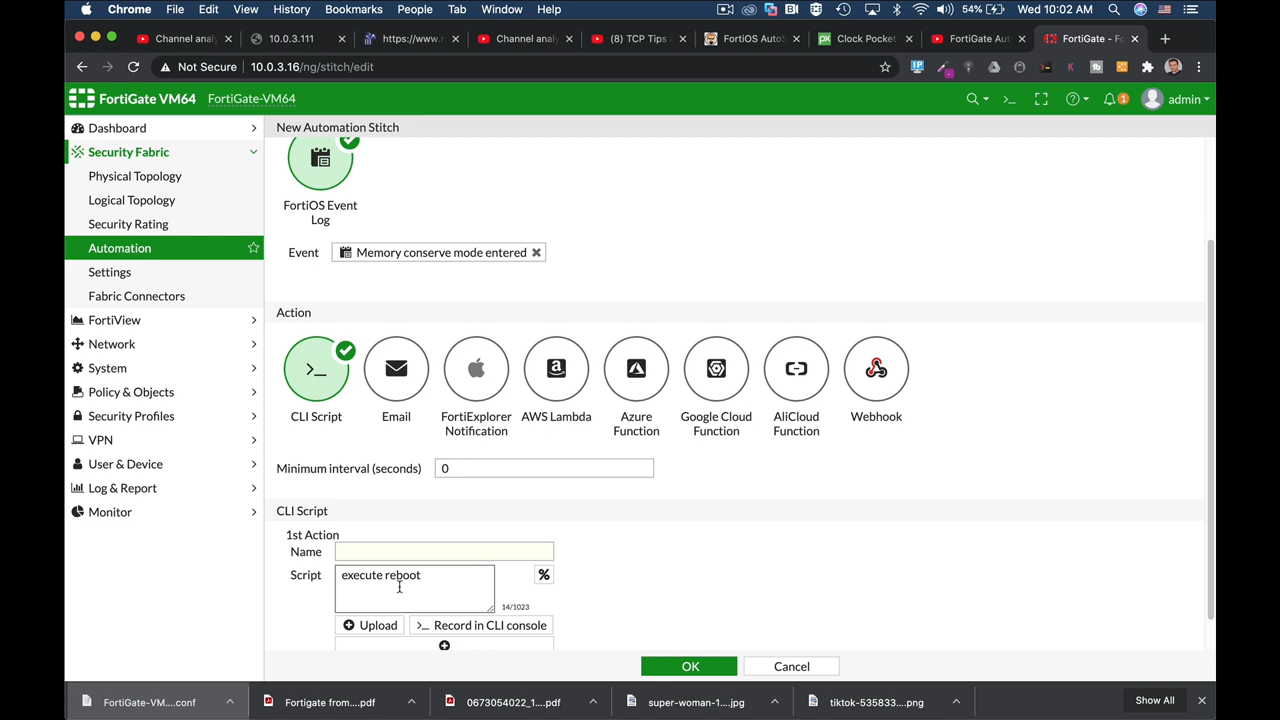 Chrome File Edit View History Bookmarks People Tab Window Help 54% Wed 10:02 AM
Channel analy 10.0.3.111 https://www.r Channel analy (8) TCP Tips a FortiOS AutoS Clock Pocket FortiGate Aut FortiGate - Fo
Not Secure 10.0.3.16/ng/stitch/edit
FortiGate VM64 FortiGate-VM64 1 admin
Dashboard
Security Fabric
Physical Topology
Logical Topology
Security Rating
Automation
Settings
Fabric Connectors
FortiView
Network
System
Policy & Objects
Security Profiles
VPN
User & Device
Log & Report
Monitor
New Automation Stitch
FortiOS Event
Log
Event Memory conserve mode entered
Action
CLI Script Email FortiExplorer Notification AWS Lambda Azure Function Google Cloud Function AliCloud Function Webhook
Minimum interval (seconds) 0
CLI Script
1st Action
Name
Script execute reboot %
14/1023
Upload >_ Record in CLI console
OK Cancel
FortiGate-VM....conf Fortigate from....pdf 0673054022_1....pdf super-woman-1....jpg tiktok-535833....png Show All